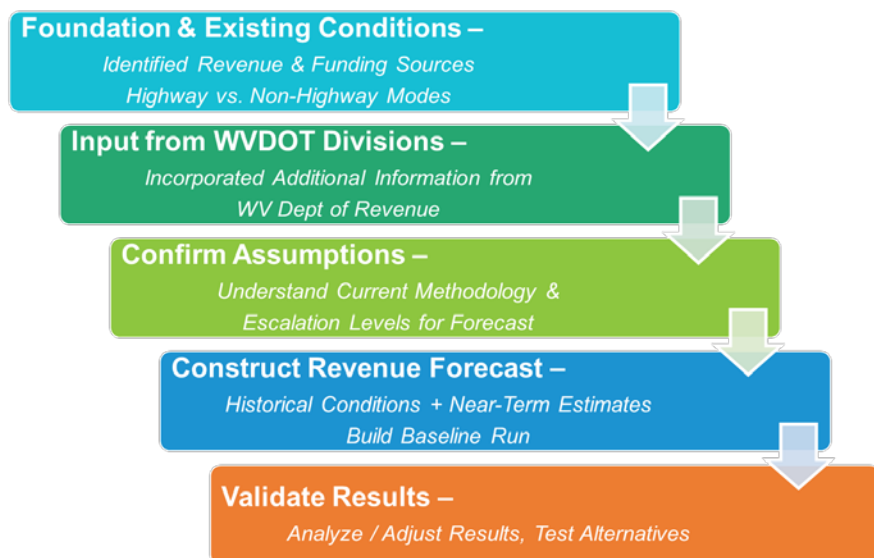 Foundation & Existing Conditions –
Identified Revenue & Funding Sources
Highway vs. Non-Highway Modes
Input from WVDOT Divisions –
Incorporated Additional Information from
WV Dept of Revenue
Confirm Assumptions –
Understand Current Methodology &
Escalation Levels for Forecast
Construct Revenue Forecast –
Historical Conditions + Near-Term Estimates
Build Baseline Run
Validate Results –
Analyze / Adjust Results, Test Alternatives